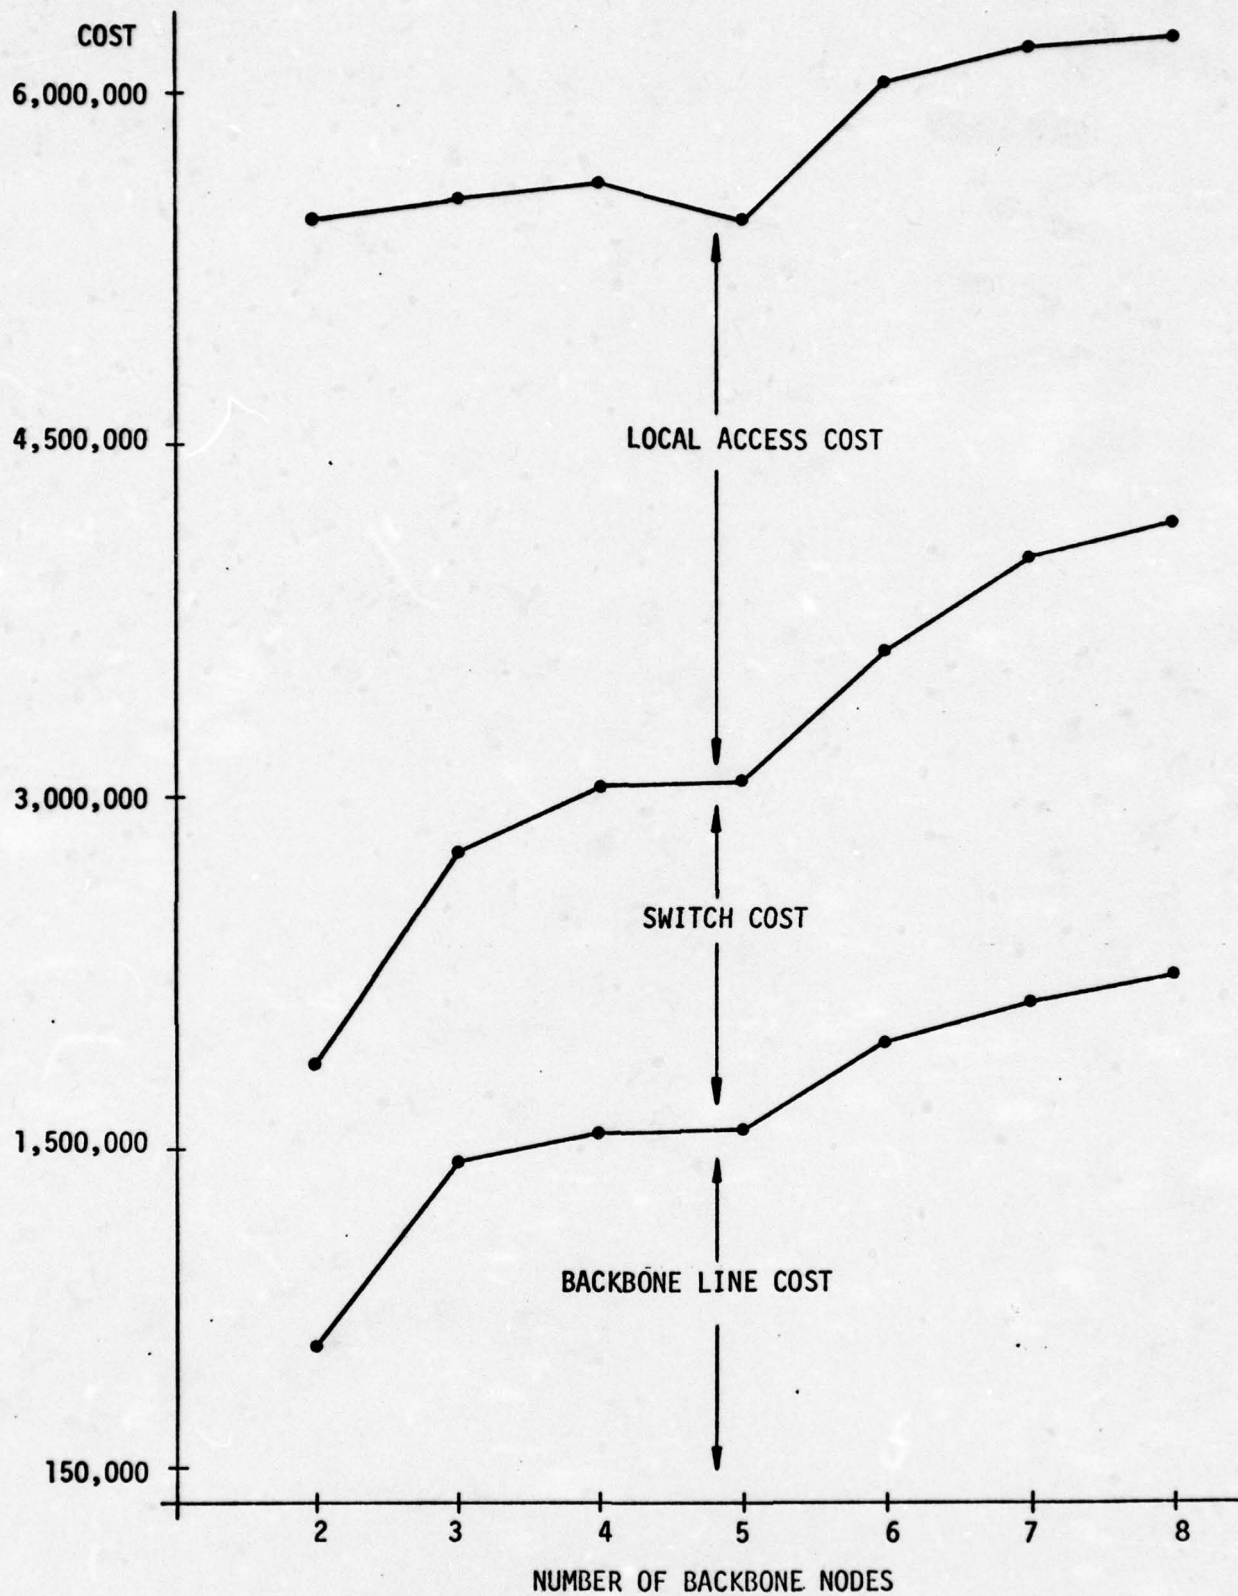 COST
6,000,000
4,500,000
LOCAL ACCESS COST
3,000,000
SWITCH COST
1,500,000
BACKBONE LINE COST
150,000
2 3 4 5 6 7 8
NUMBER OF BACKBONE NODES